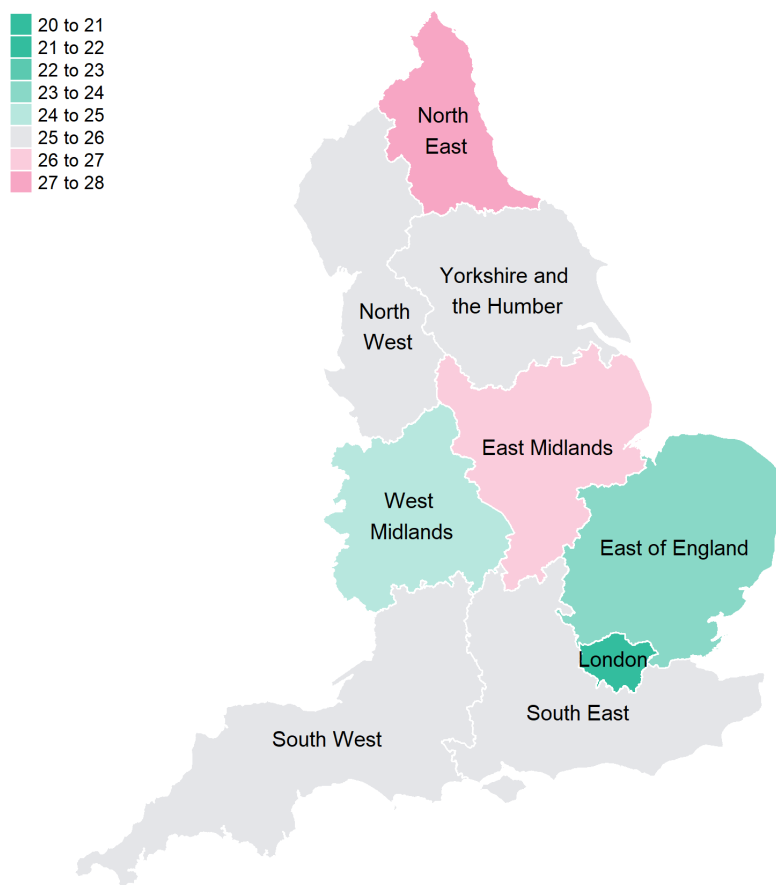 20 to 21
21 to 22
22 to 23
23 to 24
24 to 25
25 to 26
26 to 27
27 to 28
North
East
Yorkshire and
the Humber
North
West
East Midlands
West
Midlands
East of England
London
South East
South West